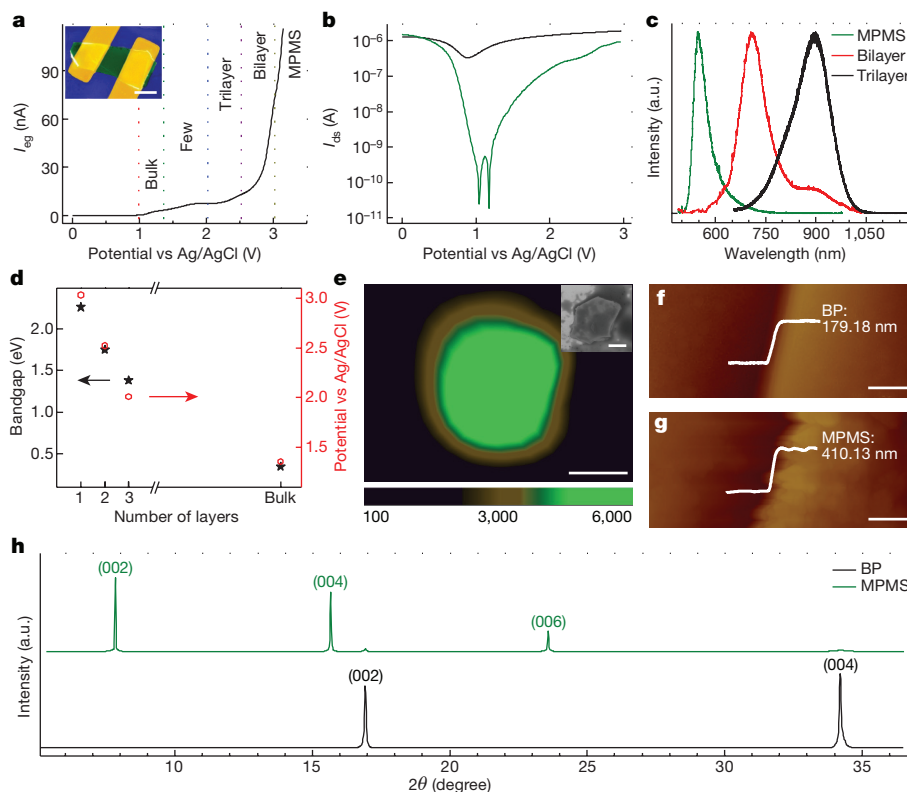 a
I_eg (nA)
90
60
30
0
Bulk
Few
Trilayer
Bilayer
MPMS
0 1 2 3
Potential vs Ag/AgCl (V)
b
I_ds (A)
10⁻⁶
10⁻⁷
10⁻⁸
10⁻⁹
10⁻¹⁰
10⁻¹¹
0 1 2 3
Potential vs Ag/AgCl (V)
c
MPMS
Bilayer
Trilayer
Intensity (a.u.)
600 750 900 1,050
Wavelength (nm)
d
Bandgap (eV)
2.0
1.5
1.0
0.5
3.0
2.5
2.0
1.5
Potential vs Ag/AgCl (V)
1 2 3 Bulk
Number of layers
e
100 3,000 6,000
f
BP:
179.18 nm
g
MPMS:
410.13 nm
h
BP
MPMS
Intensity (a.u.)
(002) (004) (006)
(002) (004)
10 15 20 25 30 35
2θ (degree)